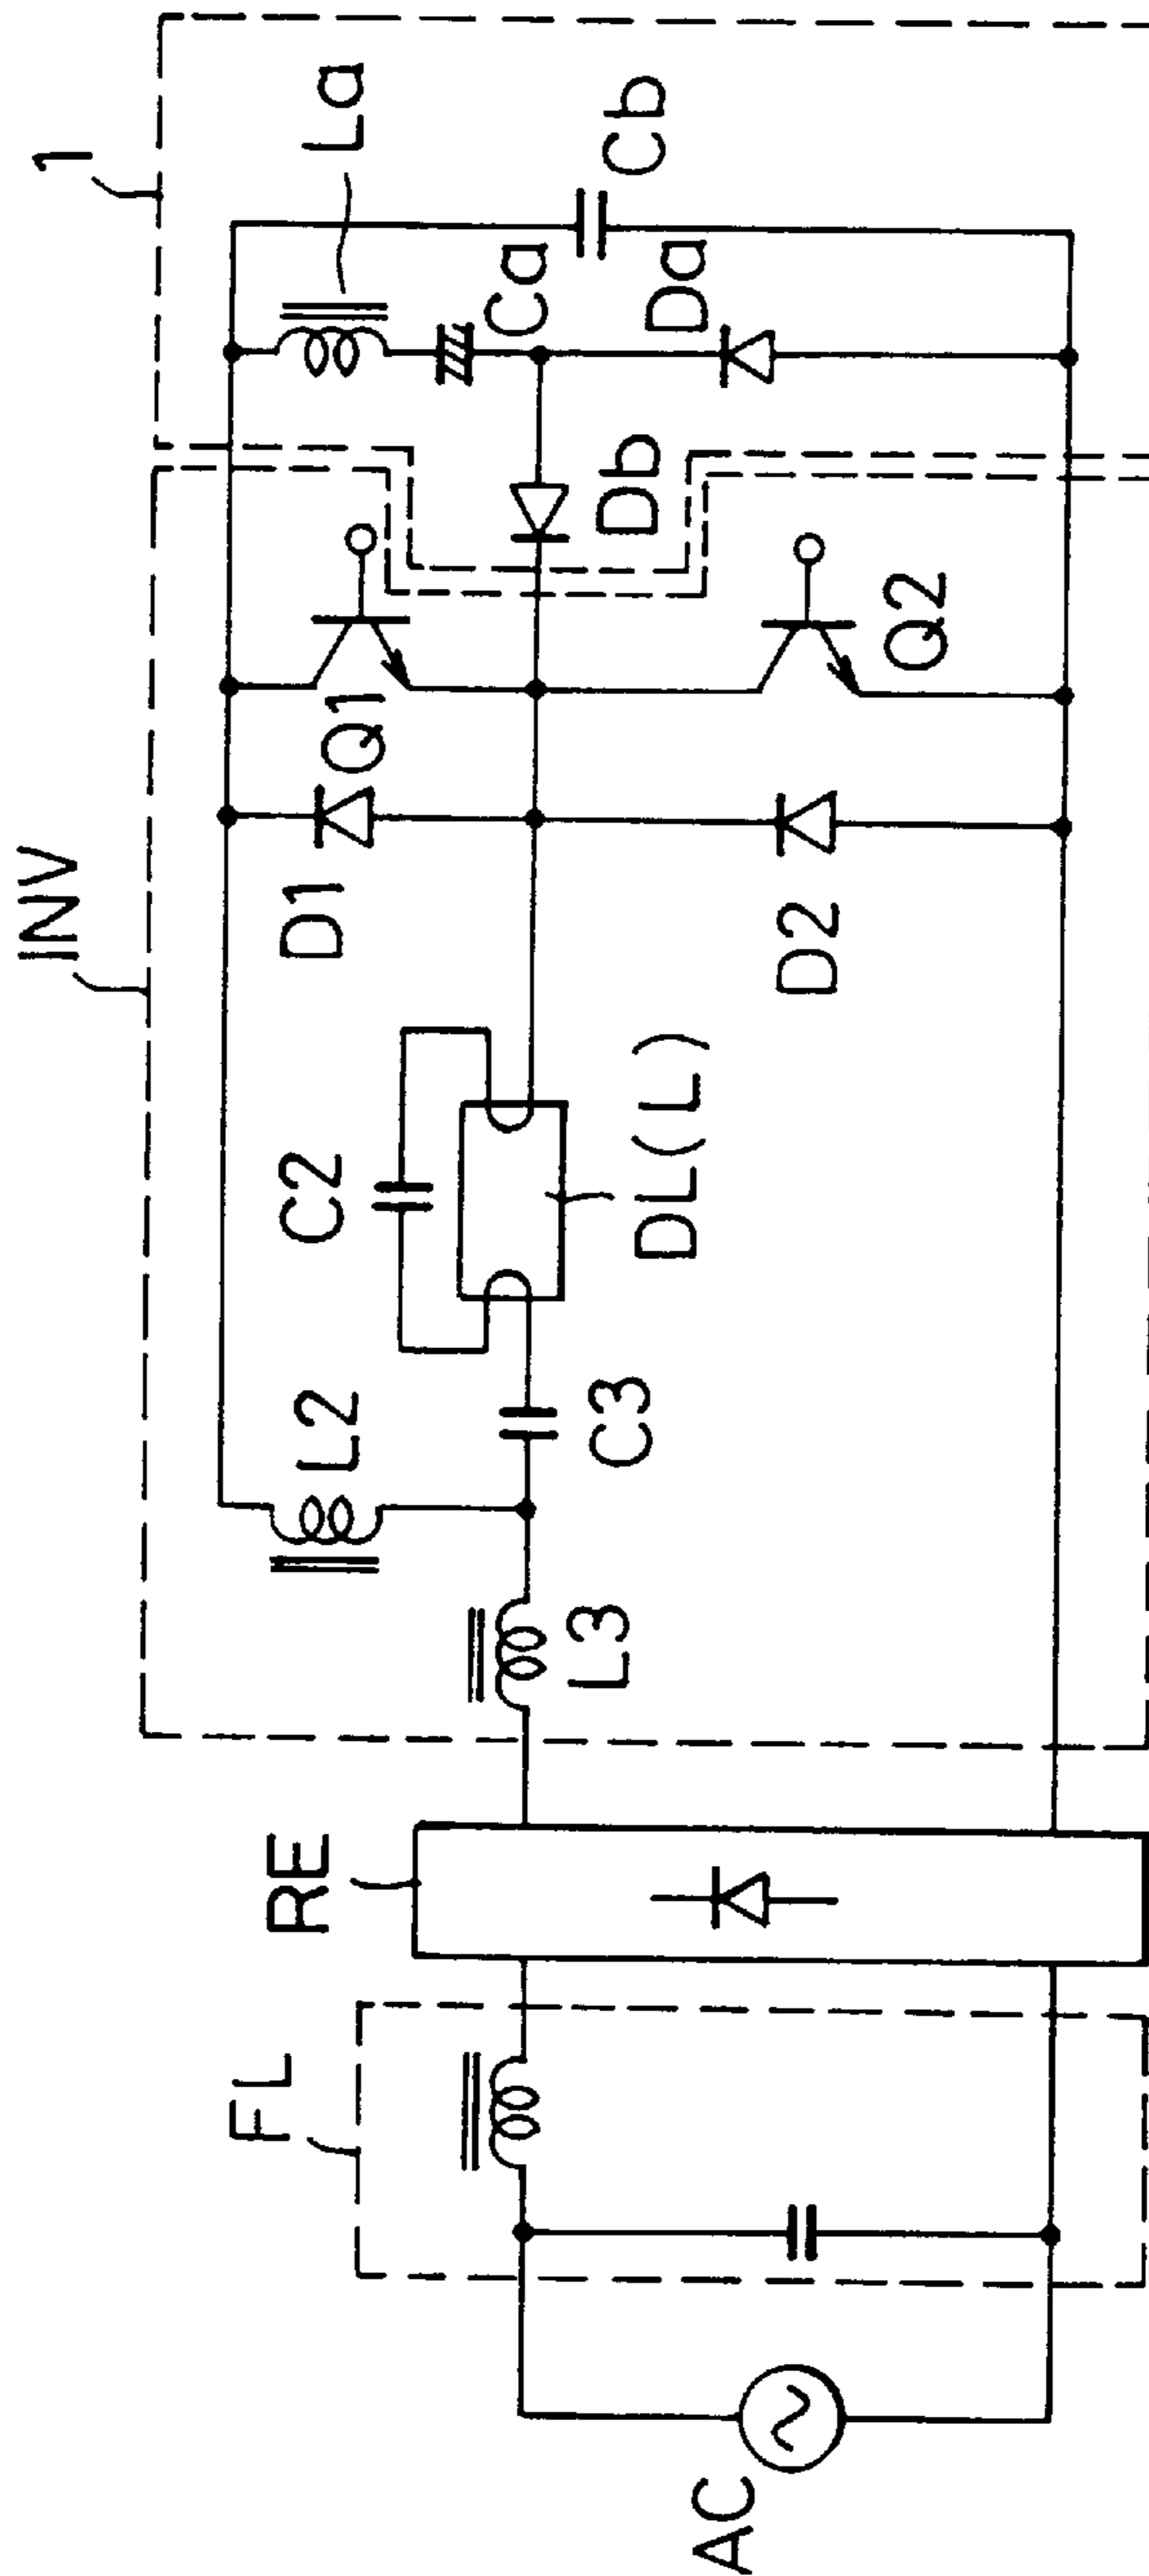 AC
FL
RE
INV
1
L3
L2
C3
C2
DL(L)
D1
Q1
D2
Q2
Db
La
Ca
Da
Cb